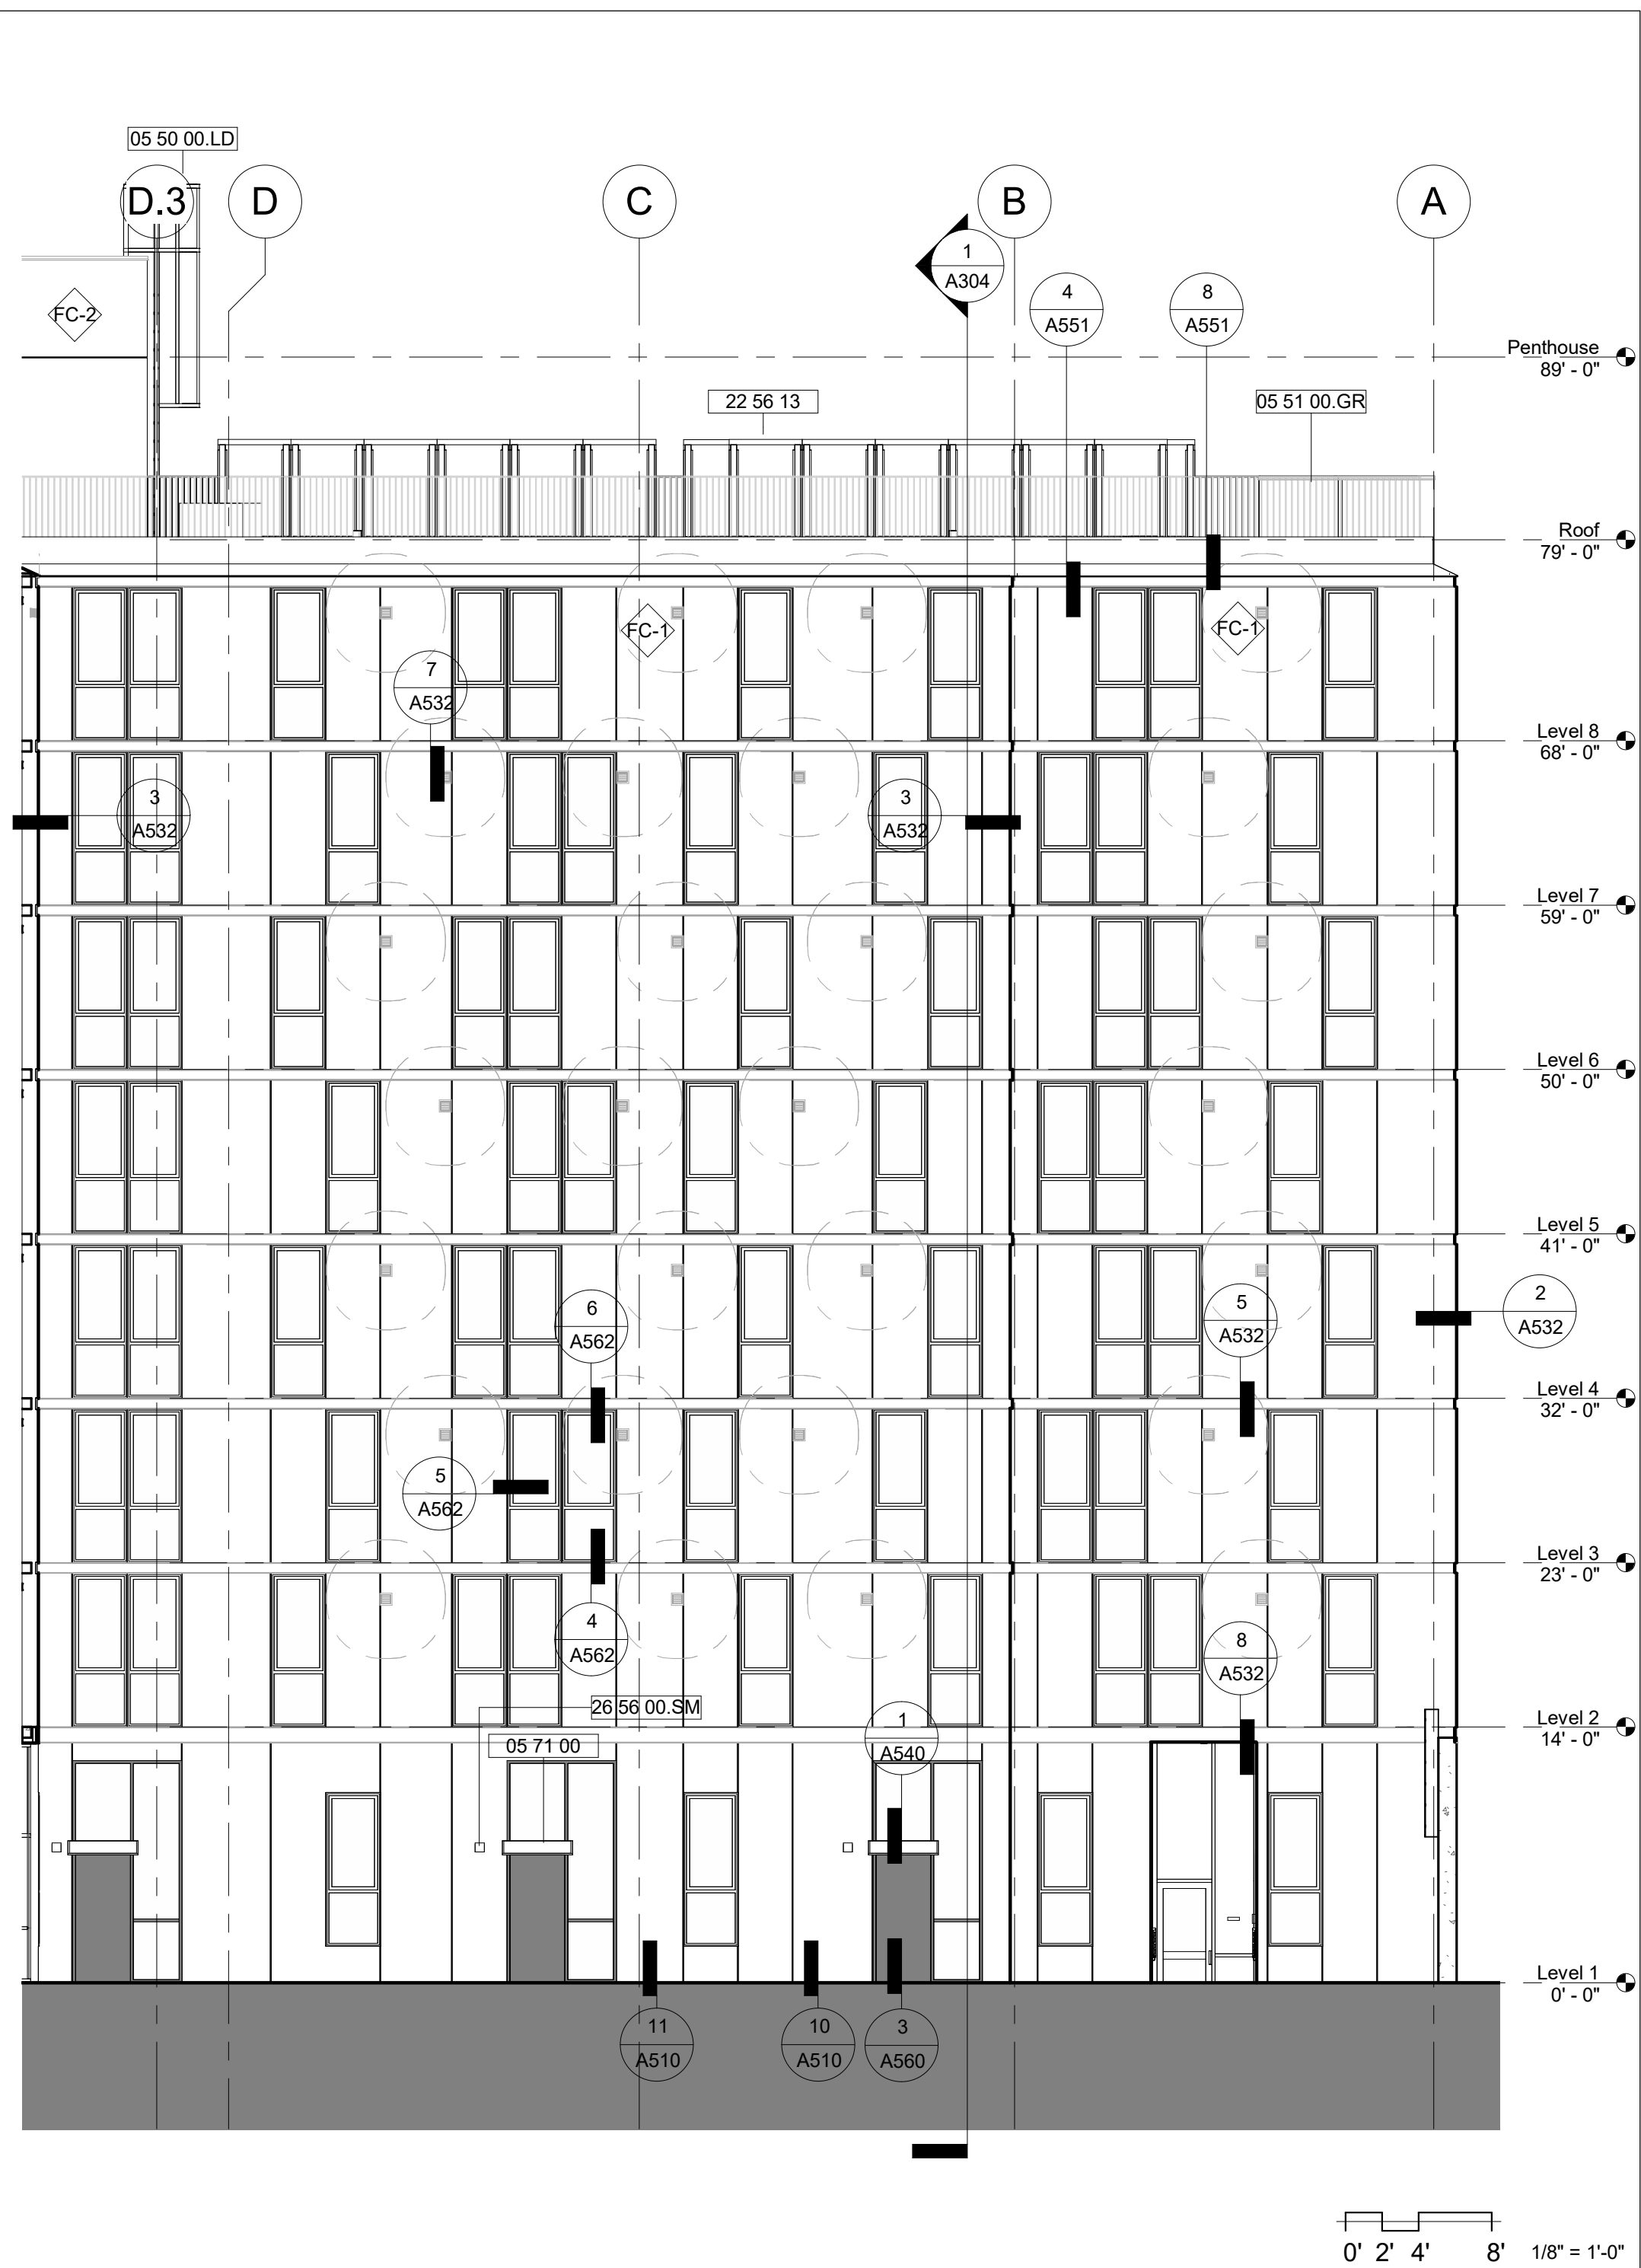 05 50 00.LD
D.3
D
C
B
A
1
A304
4
A551
8
A551
FC-2
Penthouse
89' - 0"
22 56 13
05 51 00.GR
Roof
79' - 0"
FC-1
FC-1
7
A532
Level 8
68' - 0"
3
A532
3
A532
Level 7
59' - 0"
Level 6
50' - 0"
Level 5
41' - 0"
6
A562
5
A532
2
A532
Level 4
32' - 0"
5
A562
Level 3
23' - 0"
4
A562
8
A532
26 56 00.SM
05 71 00
1
A540
Level 2
14' - 0"
Level 1
0' - 0"
11
A510
10
A510
3
A560
0' 2' 4' 8' 1/8" = 1'-0"